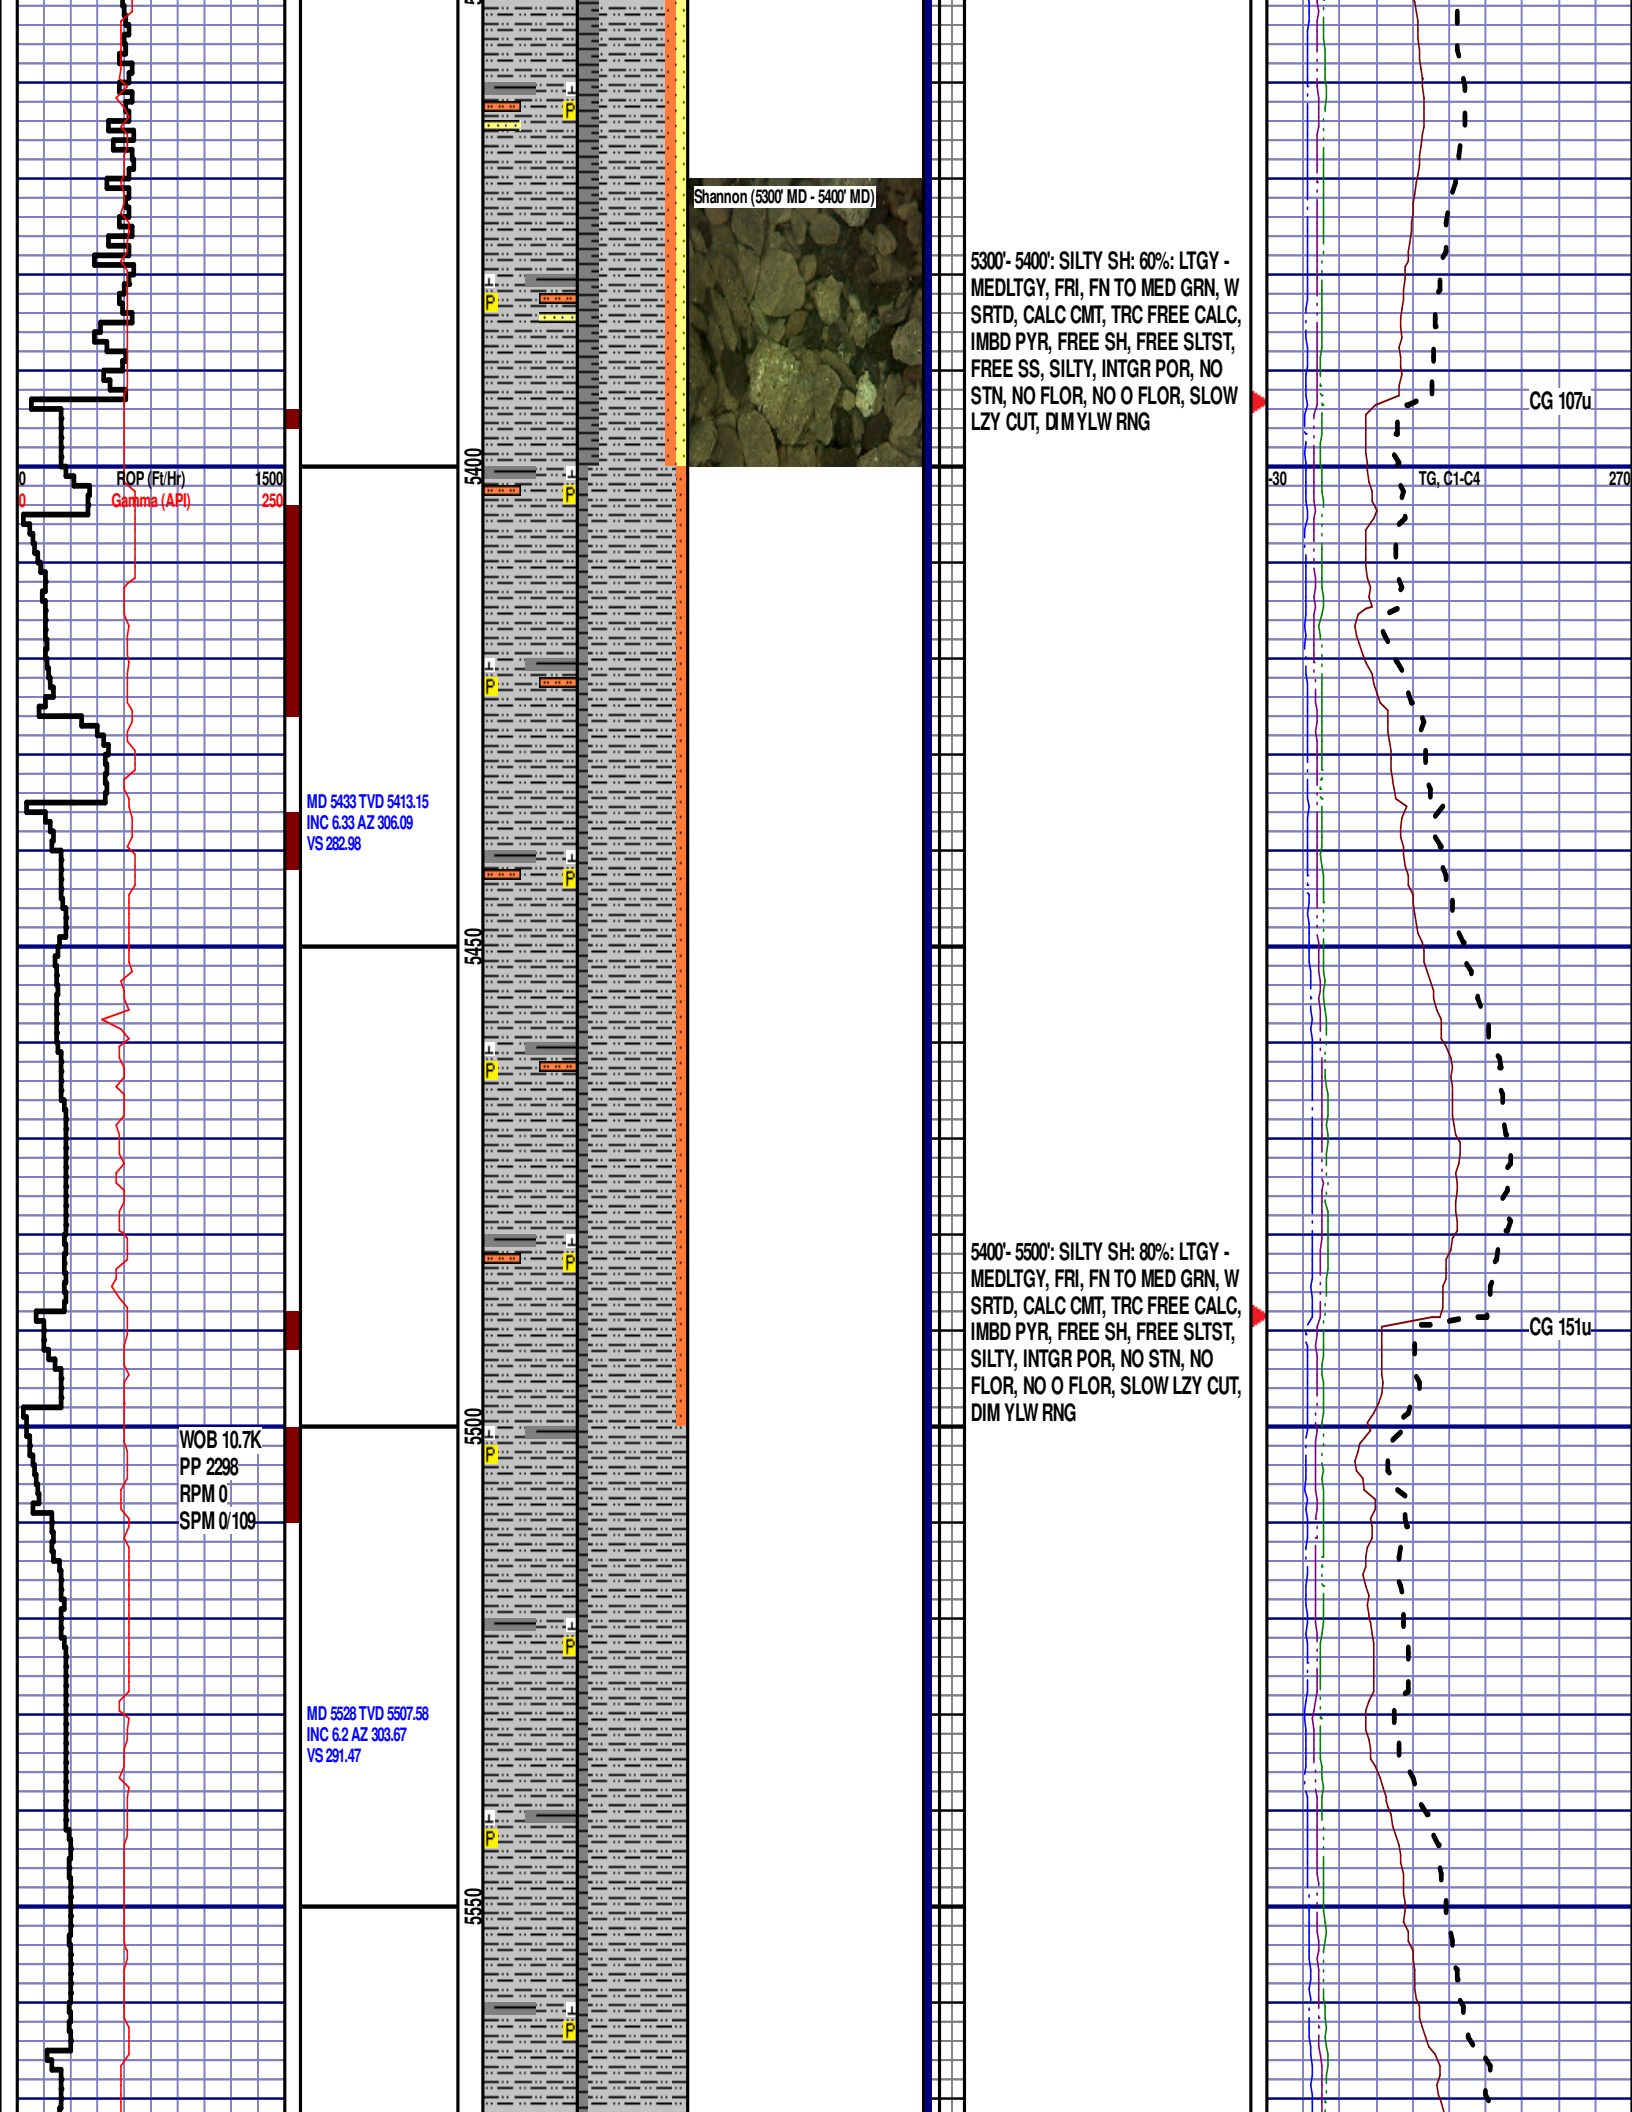 Shannon (5300' MD - 5400' MD)
5300'- 5400': SILTY SH: 60%: LTGY -
MEDLTGY, FRI, FN TO MED GRN, W
SRTD, CALC CMT, TRC FREE CALC,
IMBD PYR, FREE SH, FREE SLTST,
FREE SS, SILTY, INTGR POR, NO
STN, NO FLOR, NO O FLOR, SLOW
LZY CUT, DIM YLW RNG
CG 107u
5400
0 ROP (Ft/Hr) 1500
0 Gamma (API) 250
-30 TG, C1-C4 270
MD 5433 TVD 5413.15
INC 6.33 AZ 306.09
VS 282.98
5450
5400'- 5500': SILTY SH: 80%: LTGY -
MEDLTGY, FRI, FN TO MED GRN, W
SRTD, CALC CMT, TRC FREE CALC,
IMBD PYR, FREE SH, FREE SLTST,
SILTY, INTGR POR, NO STN, NO
FLOR, NO O FLOR, SLOW LZY CUT,
DIM YLW RNG
CG 151u
5500
WOB 10.7K
PP 2298
RPM 0
SPM 0/109
MD 5528 TVD 5507.58
INC 6.2 AZ 303.67
VS 291.47
5550
P
P
P
P
P
P
P
P
P
P
P